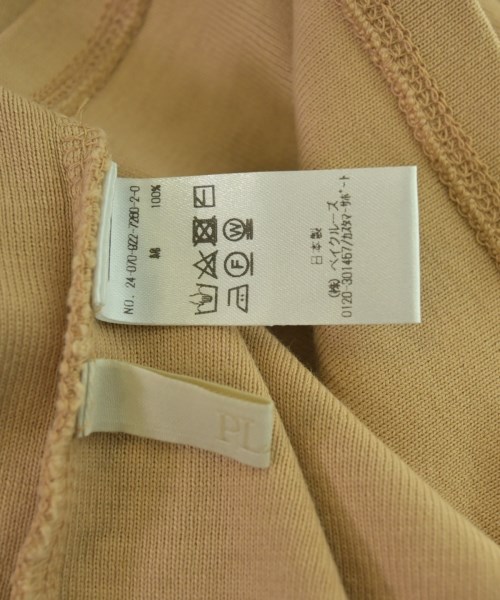 NO. 24-070-922-7280-2-0
綿 100%
W
F
日本製
(株) ベイクルーズ
0120-301457/カスタマーサポート
PL